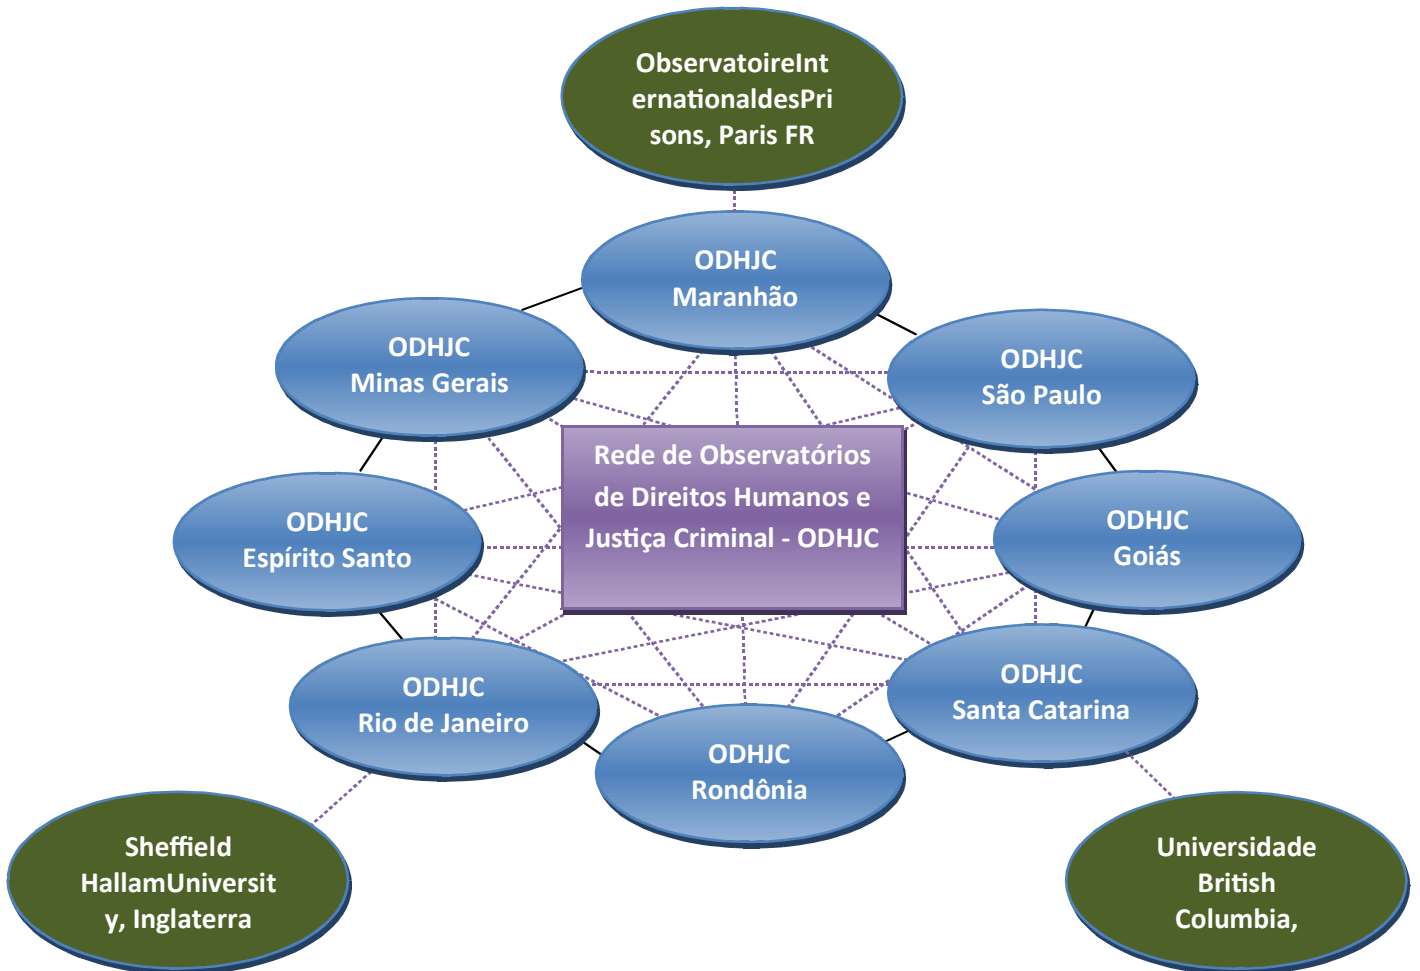 ObservatoireInt
ernationaldesPri
sons, Paris FR
ODHJC
Maranhão
ODHJC
Minas Gerais
ODHJC
São Paulo
Rede de Observatórios
de Direitos Humanos e
Justiça Criminal - ODHJC
ODHJC
Espírito Santo
ODHJC
Goiás
ODHJC
Rio de Janeiro
ODHJC
Santa Catarina
ODHJC
Rondônia
Sheffield
HallamUniversit
y, Inglaterra
Universidade
British
Columbia,